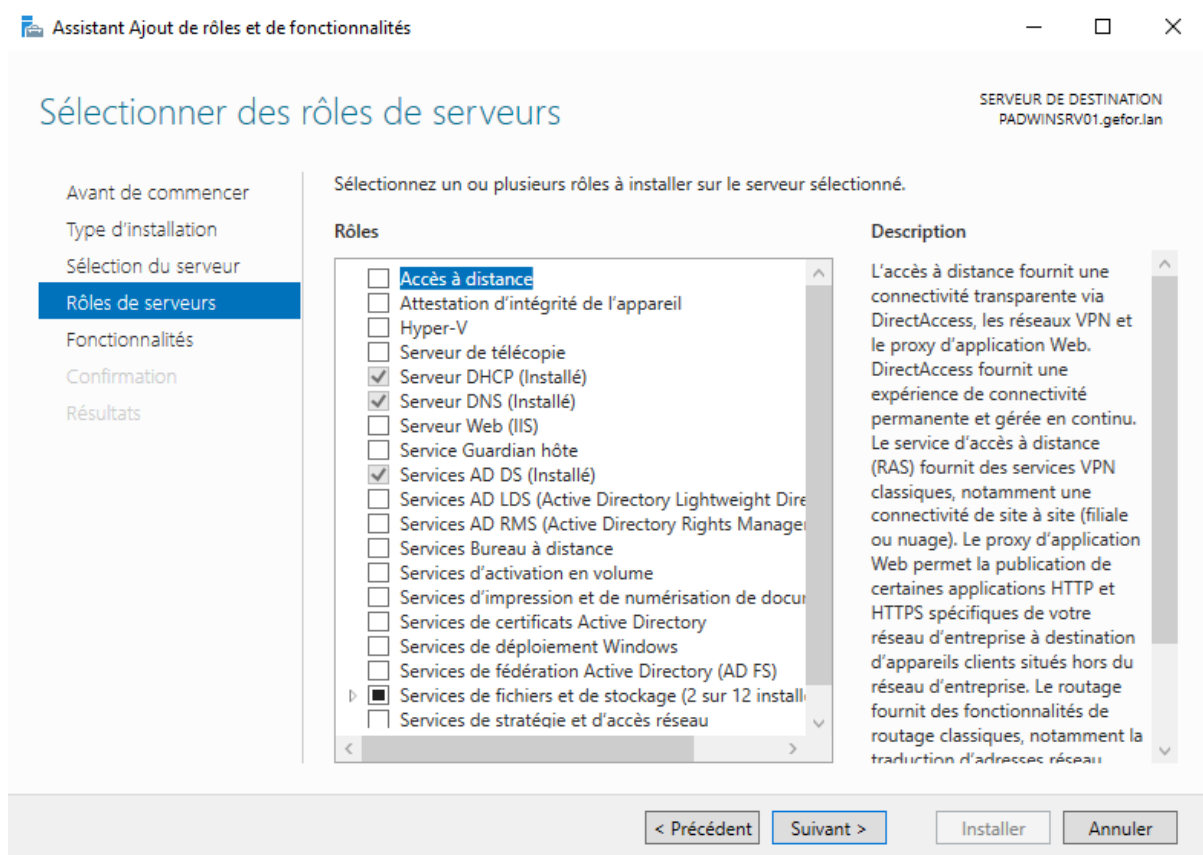 Assistant Ajout de rôles et de fonctionnalités
Sélectionner des rôles de serveurs
SERVEUR DE DESTINATION
PADWINSRV01.gefor.lan
Avant de commencer
Type d'installation
Sélection du serveur
Rôles de serveurs
Fonctionnalités
Confirmation
Résultats
Sélectionnez un ou plusieurs rôles à installer sur le serveur sélectionné.
Rôles
Accès à distance
Attestation d'intégrité de l'appareil
Hyper-V
Serveur de télécopie
Serveur DHCP (Installé)
Serveur DNS (Installé)
Serveur Web (IIS)
Service Guardian hôte
Services AD DS (Installé)
Services AD LDS (Active Directory Lightweight Dire
Services AD RMS (Active Directory Rights Manager
Services Bureau à distance
Services d'activation en volume
Services d'impression et de numérisation de docur
Services de certificats Active Directory
Services de déploiement Windows
Services de fédération Active Directory (AD FS)
Services de fichiers et de stockage (2 sur 12 install
Services de stratégie et d'accès réseau
Description
L'accès à distance fournit une
connectivité transparente via
DirectAccess, les réseaux VPN et
le proxy d'application Web.
DirectAccess fournit une
expérience de connectivité
permanente et gérée en continu.
Le service d'accès à distance
(RAS) fournit des services VPN
classiques, notamment une
connectivité de site à site (filiale
ou nuage). Le proxy d'application
Web permet la publication de
certaines applications HTTP et
HTTPS spécifiques de votre
réseau d'entreprise à destination
d'appareils clients situés hors du
réseau d'entreprise. Le routage
fournit des fonctionnalités de
routage classiques, notamment la
traduction d'adresses réseau
< Précédent
Suivant >
Installer
Annuler